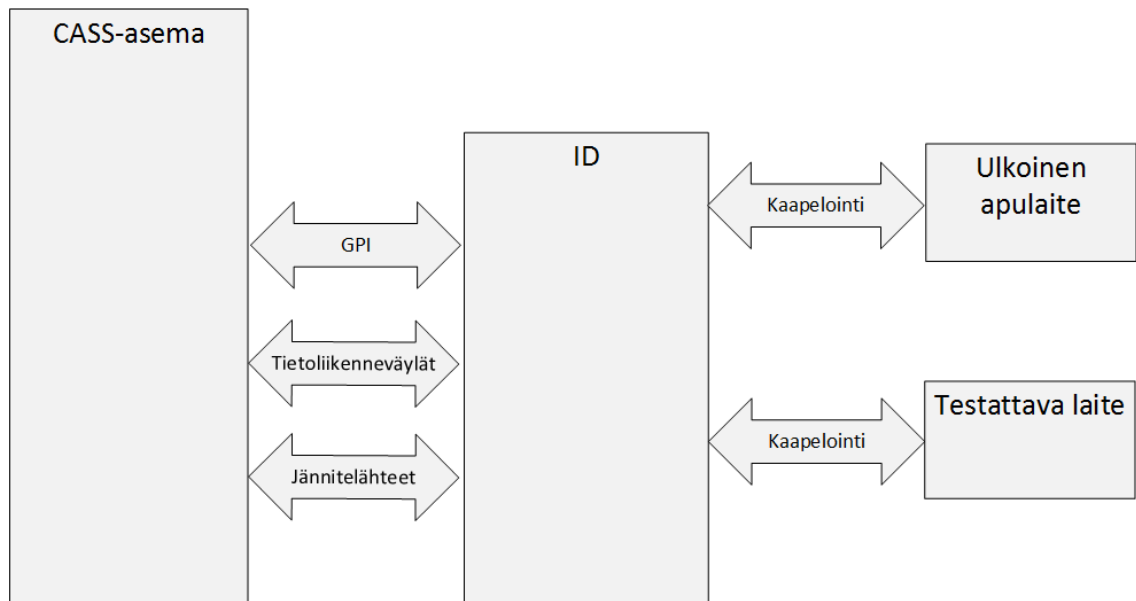 CASS-asema
ID
Ulkoinen
apulaite
Kaapelointi
GPI
Tietoliikenneväylät
Testattava laite
Kaapelointi
Jännitelähteet